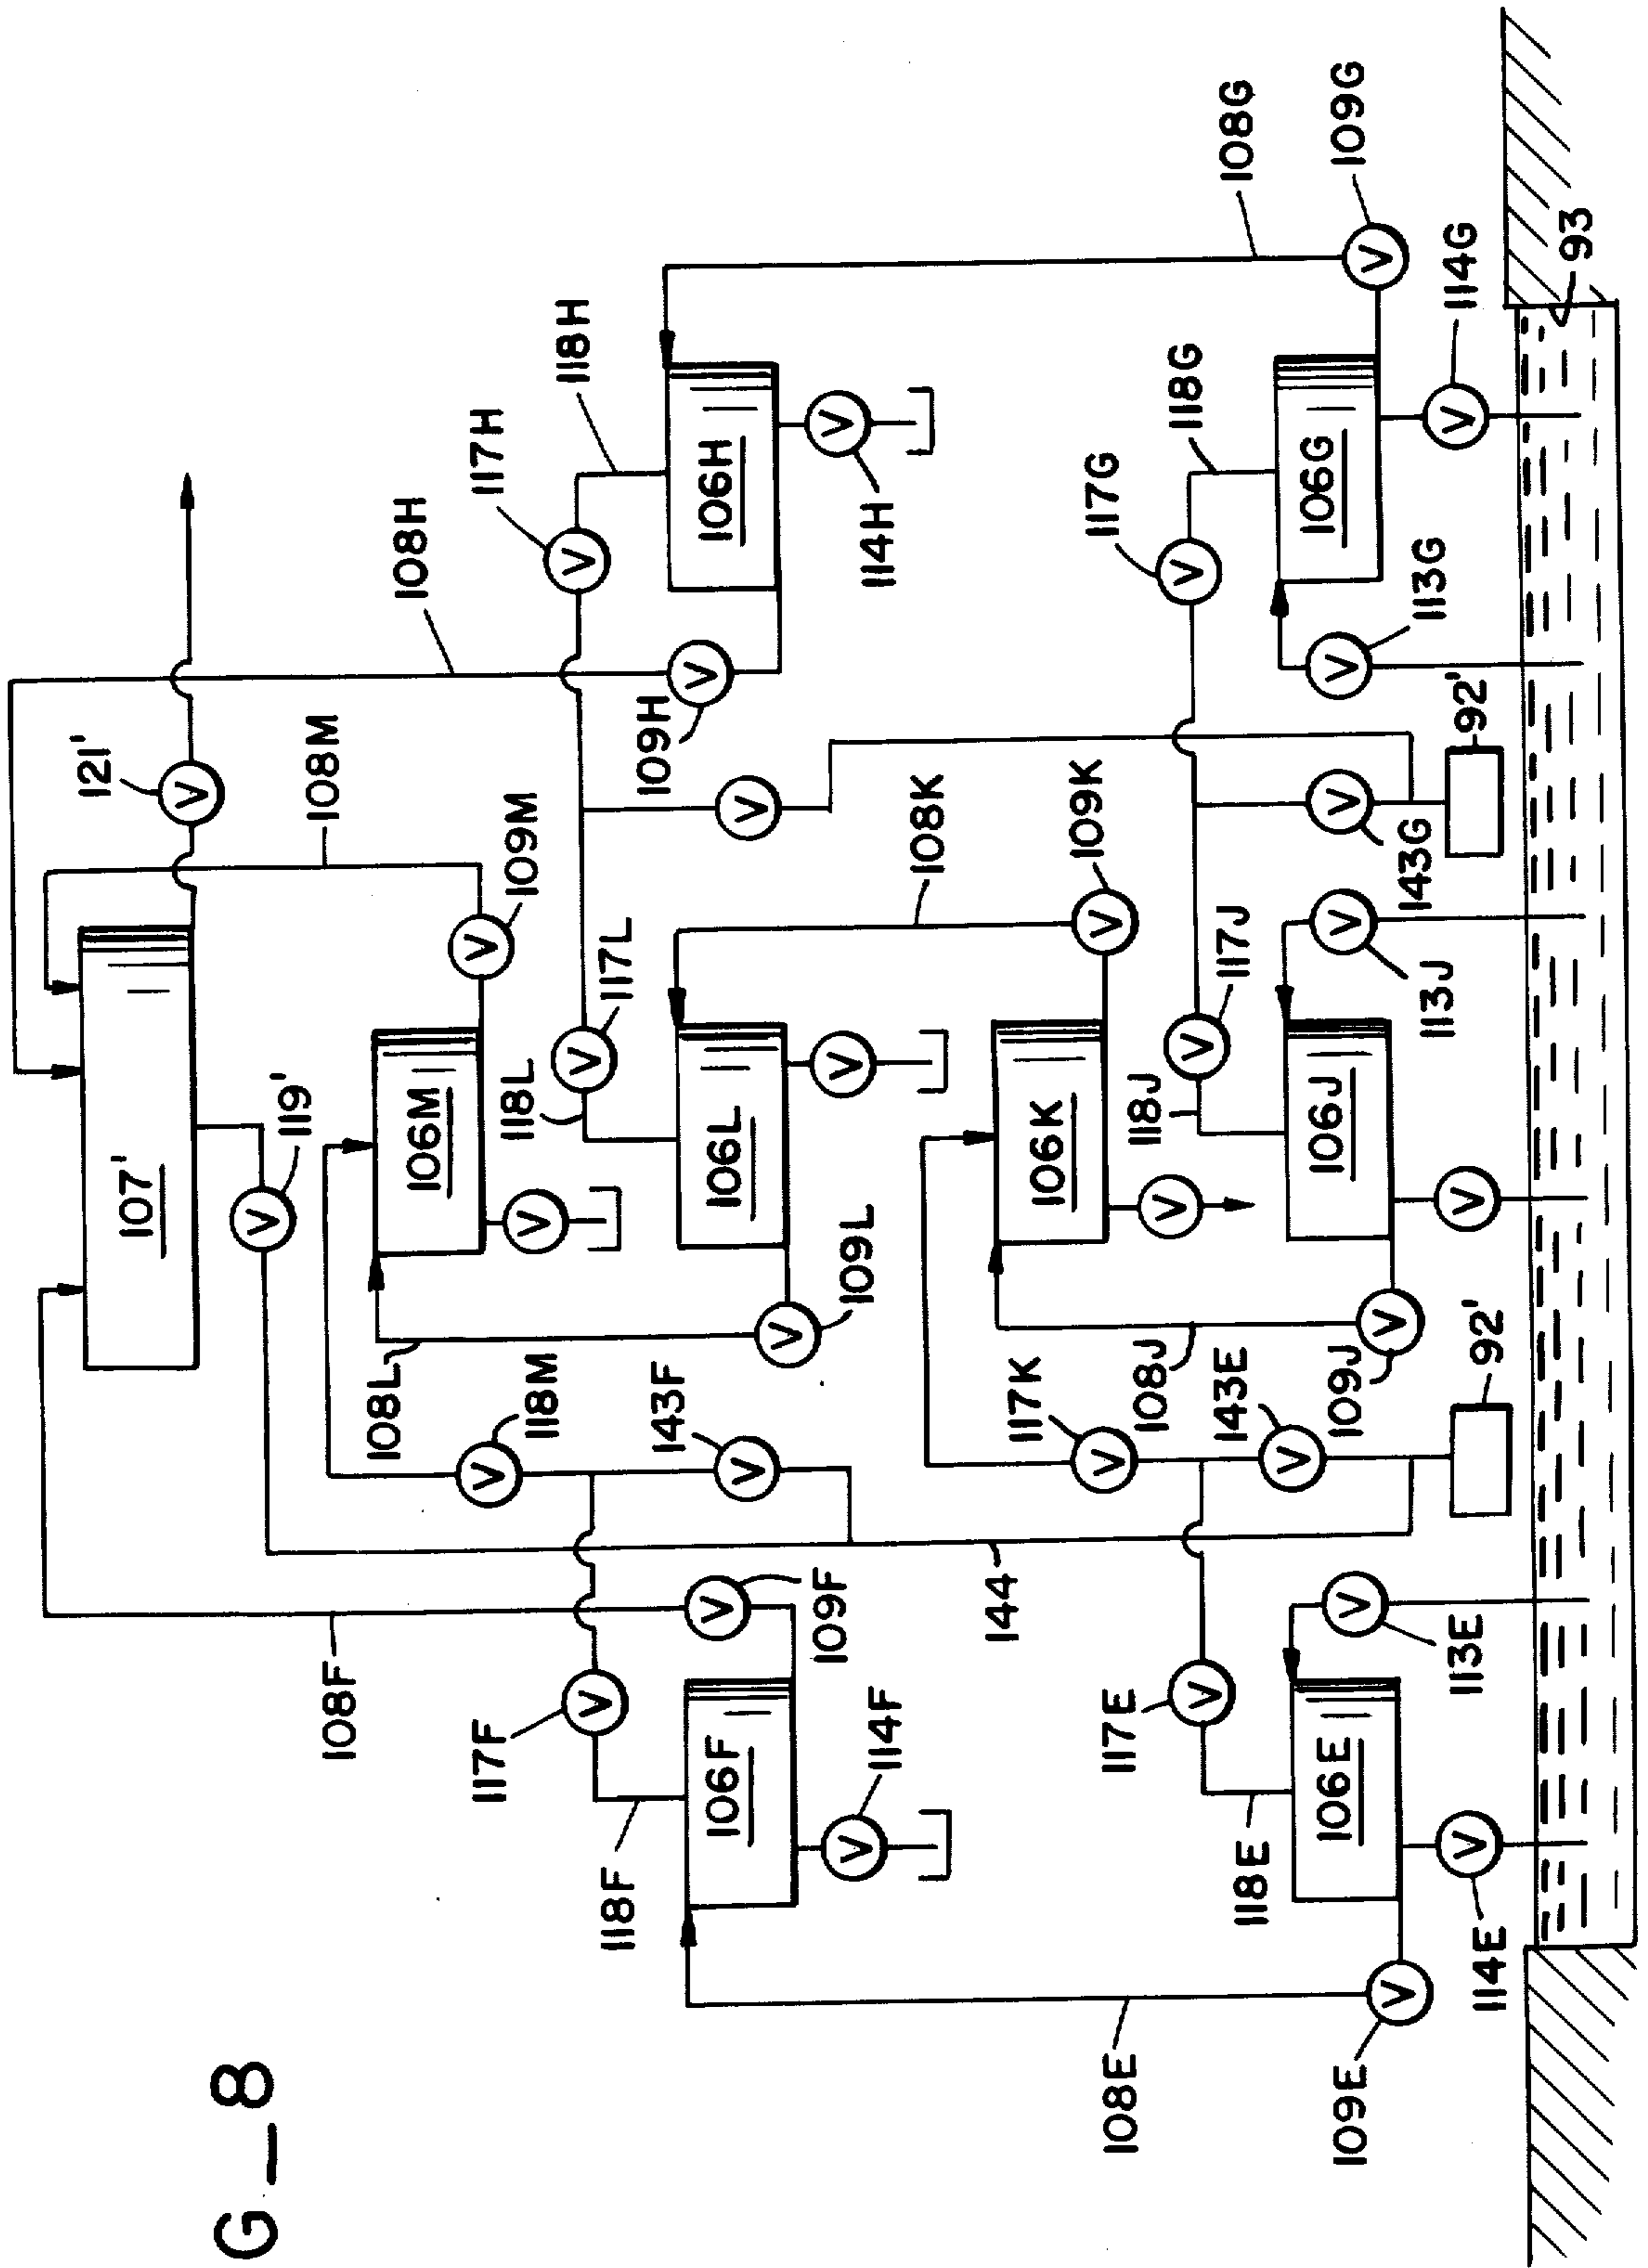 G_8
107'
121'
V
108H
108M
119'
V
108F
108L
106M
109M
V
V
118M
V
117F
V
117H
V
118H
118L
117L
V
118F
143F
V
106F
106L
106H
109H
V
V
109F
V
109L
V
114F
V
V
114H
V
108K
144
117K
V
106K
109K
V
117E
V
108E
108J
118J
V
117J
V
117G
V
118G
108G
118E
143E
V
106E
106J
106G
109E
V
113E
V
109J
V
113J
V
143G
V
113G
V
109G
V
114E
V
92'
V
92'
114G
V
93